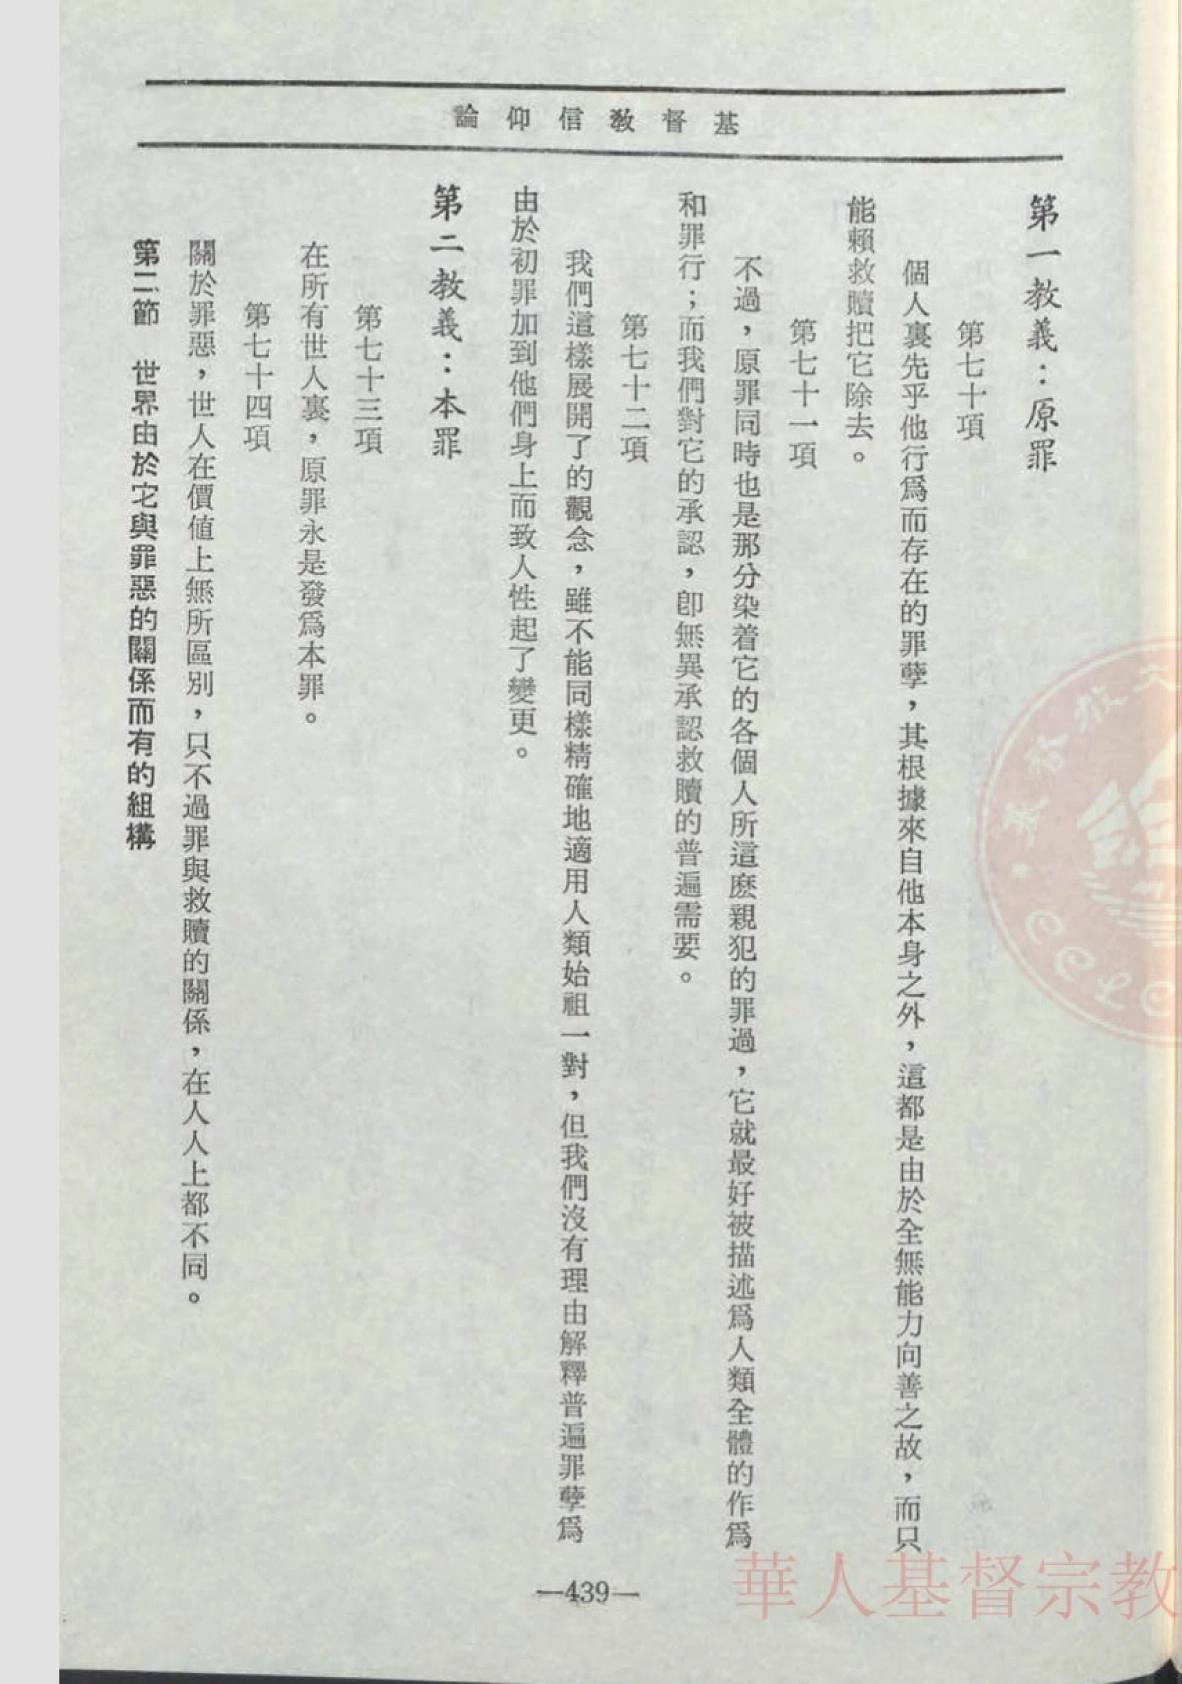 基督教信仰論
第一教義：原罪
第七十項
個人裏先乎他行爲而存在的罪孽，其根據來自他本身之外，這都是由於全無能力向善之故，而只
能賴救贖把它除去。
第七十一項
不過，原罪同時也是那分染着它的各個人所這麽親犯的罪過，它就最好被描述爲人類全體的作爲
和罪行；而我們對它的承認，卽無異承認救贖的普遍需要。
第七十二項
我們這樣展開了的觀念，雖不能同樣精確地適用人類始祖一對，但我們沒有理由解釋普遍罪孽爲
由於初罪加到他們身上而致人性起了變更。
第二教義：本罪
第七十三項
在所有世人裏，原罪永是發爲本罪。
第七十四項
關於罪惡，世人在價値上無所區別，只不過罪與救贖的關係，在人人上都不同。
第二節　世界由於它與罪惡的關係而有的組構
—439—
華人基督宗教